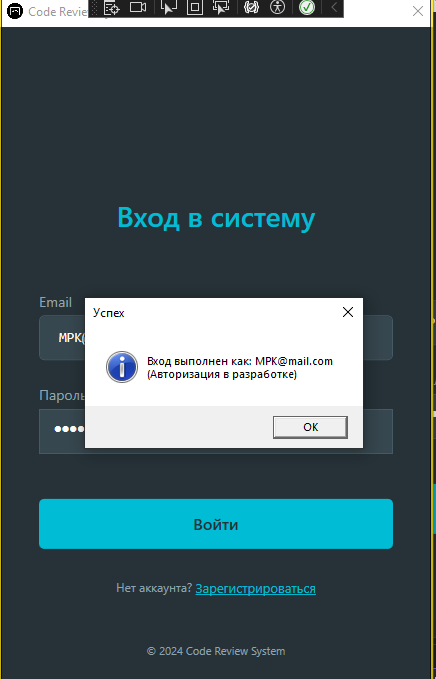 Code Review
Вход в систему
Email
Успех
MPK@
Вход выполнен как: MPK@mail.com
(Авторизация в разработке)
Пароль
OK
Войти
Нет аккаунта? Зарегистрироваться
© 2024 Code Review System